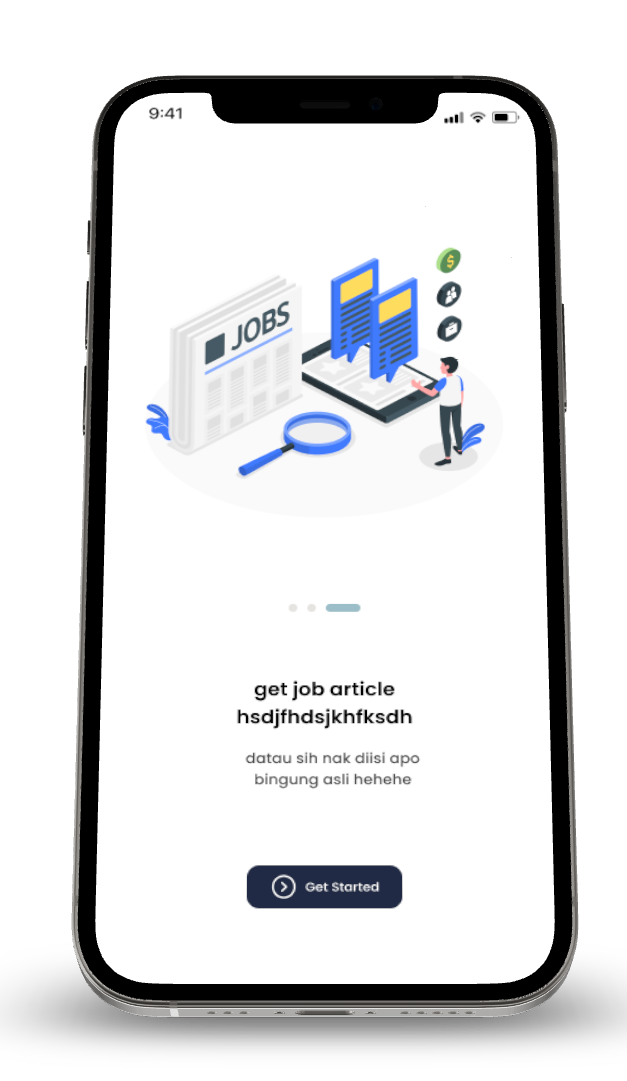 9:41
JOBS
get job article
hsdjfhdsjkhfksdh
datau sih nak diisi apo
bingung asli hehehe
Get Started